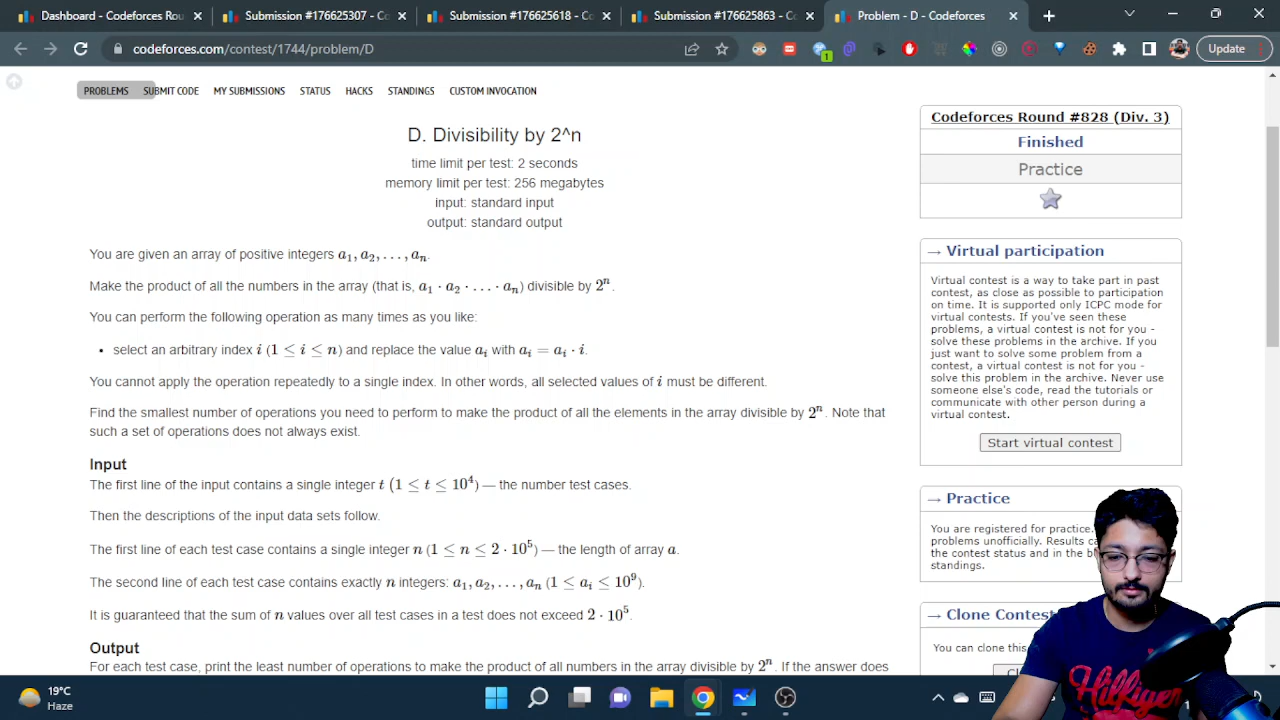 Dashboard - Codeforces Rou
Submission #176625307 - Co
Submission #176625618 - Co
Submission #176625863 - Co
Problem - D - Codeforces
codeforces.com/contest/1744/problem/D
1
Update
PROBLEMS SUBMIT CODE MY SUBMISSIONS STATUS HACKS STANDINGS CUSTOM INVOCATION
D. Divisibility by 2^n
time limit per test: 2 seconds
memory limit per test: 256 megabytes
input: standard input
output: standard output
You are given an array of positive integers a₁, a₂, . . . , aₙ.
Make the product of all the numbers in the array (that is, a₁ · a₂ · . . . · aₙ) divisible by 2ⁿ.
You can perform the following operation as many times as you like:
• select an arbitrary index i (1 ≤ i ≤ n) and replace the value aᵢ with aᵢ = aᵢ · i.
You cannot apply the operation repeatedly to a single index. In other words, all selected values of i must be different.
Find the smallest number of operations you need to perform to make the product of all the elements in the array divisible by 2ⁿ. Note that
such a set of operations does not always exist.
Input
The first line of the input contains a single integer t (1 ≤ t ≤ 10⁴) — the number test cases.
Then the descriptions of the input data sets follow.
The first line of each test case contains a single integer n (1 ≤ n ≤ 2 · 10⁵) — the length of array a.
The second line of each test case contains exactly n integers: a₁, a₂, . . . , aₙ (1 ≤ aᵢ ≤ 10⁹).
It is guaranteed that the sum of n values over all test cases in a test does not exceed 2 · 10⁵.
Output
For each test case, print the least number of operations to make the product of all numbers in the array divisible by 2ⁿ. If the answer does
Codeforces Round #828 (Div. 3)
Finished
Practice
→ Virtual participation
Virtual contest is a way to take part in past
contest, as close as possible to participation
on time. It is supported only ICPC mode for
virtual contests. If you've seen these
problems, a virtual contest is not for you -
solve these problems in the archive. If you
just want to solve some problem from a
contest, a virtual contest is not for you -
solve this problem in the archive. Never use
someone else's code, read the tutorials or
communicate with other person during a
virtual contest.
Start virtual contest
→ Practice
You are registered for practice.
problems unofficially. Results
and in the
standings.
→ Clone Contest
You can clone this
19°C
Haze